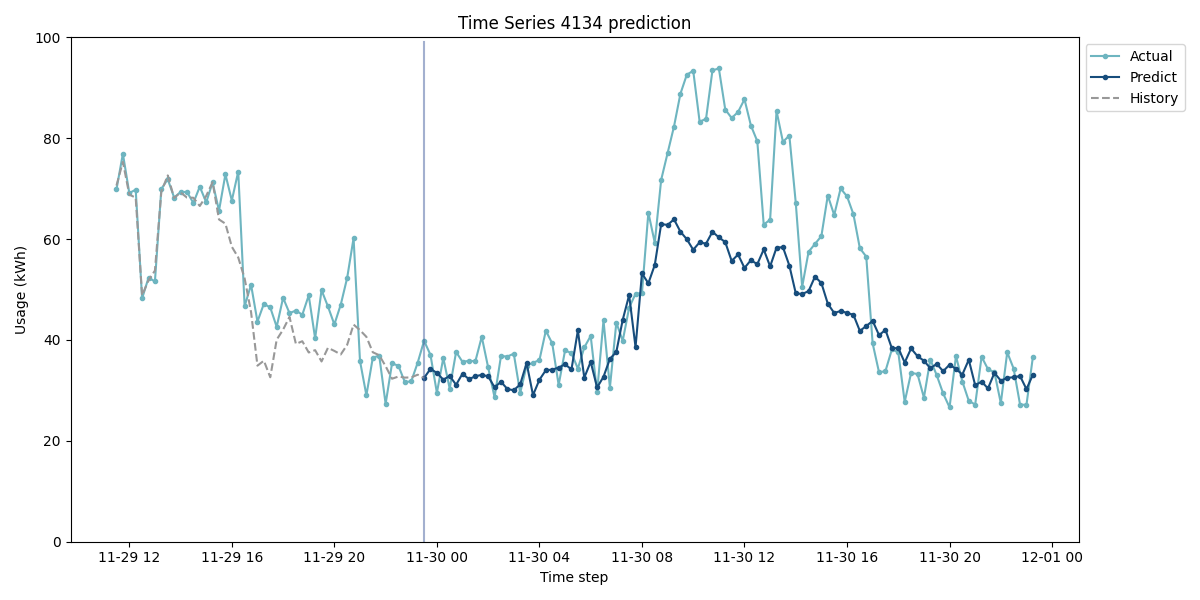 Time Series 4134 prediction
100
80
60
40
20
0
Usage (kWh)
11-29 12
11-29 16
11-29 20
11-30 00
11-30 04
11-30 08
11-30 12
11-30 16
11-30 20
12-01 00
Time step
Actual
Predict
History